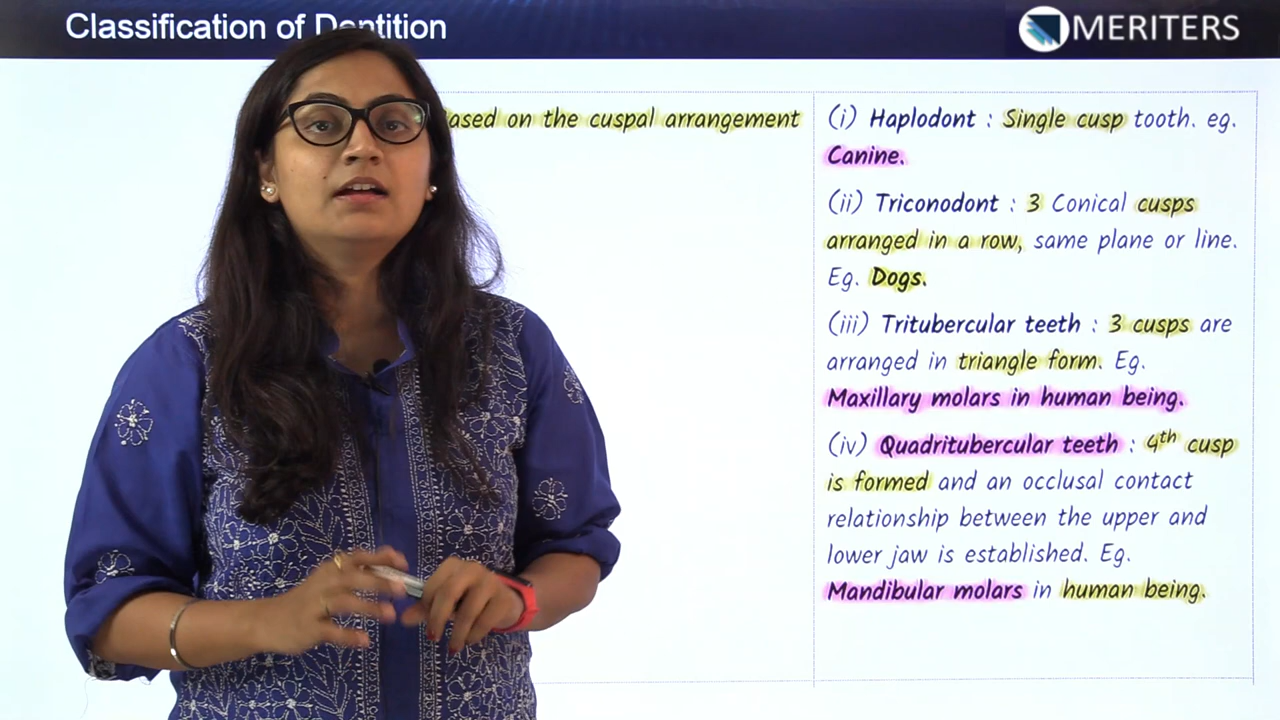 Classification of Dentition
MERITERS
Based on the cuspal arrangement
(i) Haplodont : Single cusp tooth. eg.
Canine.
(ii) Triconodont : 3 Conical cusps
arranged in a row, same plane or line.
Eg. Dogs.
(iii) Tritubercular teeth : 3 cusps are
arranged in triangle form. Eg.
Maxillary molars in human being.
(iv) Quadritubercular teeth : 4th cusp
is formed and an occlusal contact
relationship between the upper and
lower jaw is established. Eg.
Mandibular molars in human being.